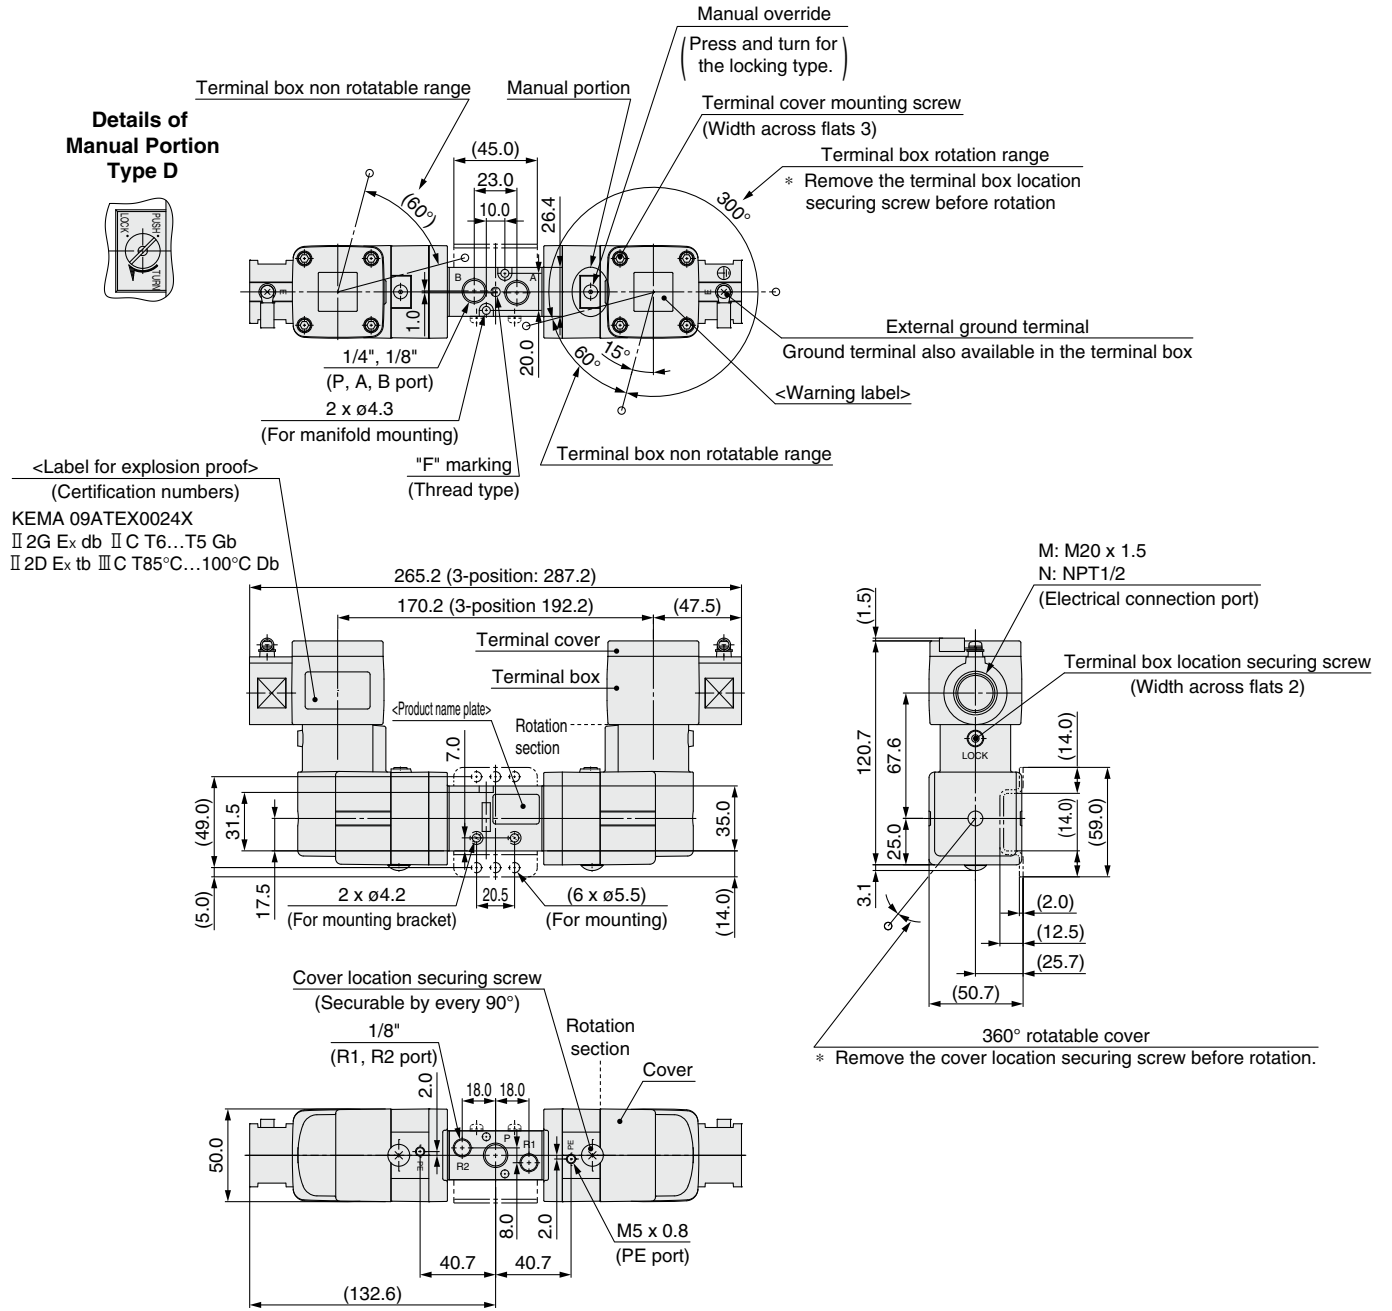 Manual override
(Press and turn for
the locking type.)
Terminal box non rotatable range
Manual portion
Terminal cover mounting screw
(Width across flats 3)
Details of
Manual Portion
Type D
PUSH
LOCK
TURN
Terminal box rotation range
* Remove the terminal box location
securing screw before rotation
(45.0)
23.0
10.0
26.4
(60°)
300°
B
A
E
E
1.0
20.0
15°
60°
External ground terminal
Ground terminal also available in the terminal box
1/4", 1/8"
(P, A, B port)
<Warning label>
2 x ø4.3
(For manifold mounting)
"F" marking
(Thread type)
Terminal box non rotatable range
<Label for explosion proof>
(Certification numbers)
KEMA 09ATEX0024X
Ⅱ 2G Ex db ⅡC T6...T5 Gb
Ⅱ 2D Ex tb ⅢC T85°C...100°C Db
265.2 (3-position: 287.2)
170.2 (3-position 192.2)
(47.5)
Terminal cover
Terminal box
<Product name plate>
Rotation
section
7.0
(49.0)
31.5
35.0
(5.0)
17.5
2 x ø4.2
(For mounting bracket)
20.5
(6 x ø5.5)
(For mounting)
(14.0)
M: M20 x 1.5
N: NPT1/2
(Electrical connection port)
(1.5)
Terminal box location securing screw
(Width across flats 2)
LOCK
120.7
67.6
25.0
3.1
(14.0)
(14.0)
(59.0)
(2.0)
(12.5)
(25.7)
(50.7)
360° rotatable cover
* Remove the cover location securing screw before rotation.
Cover location securing screw
(Securable by every 90°)
1/8"
(R1, R2 port)
Rotation
section
Cover
2.0
18.0
18.0
50.0
PE
R2
P
R1
PE
8.0
2.0
M5 x 0.8
(PE port)
40.7
40.7
(132.6)